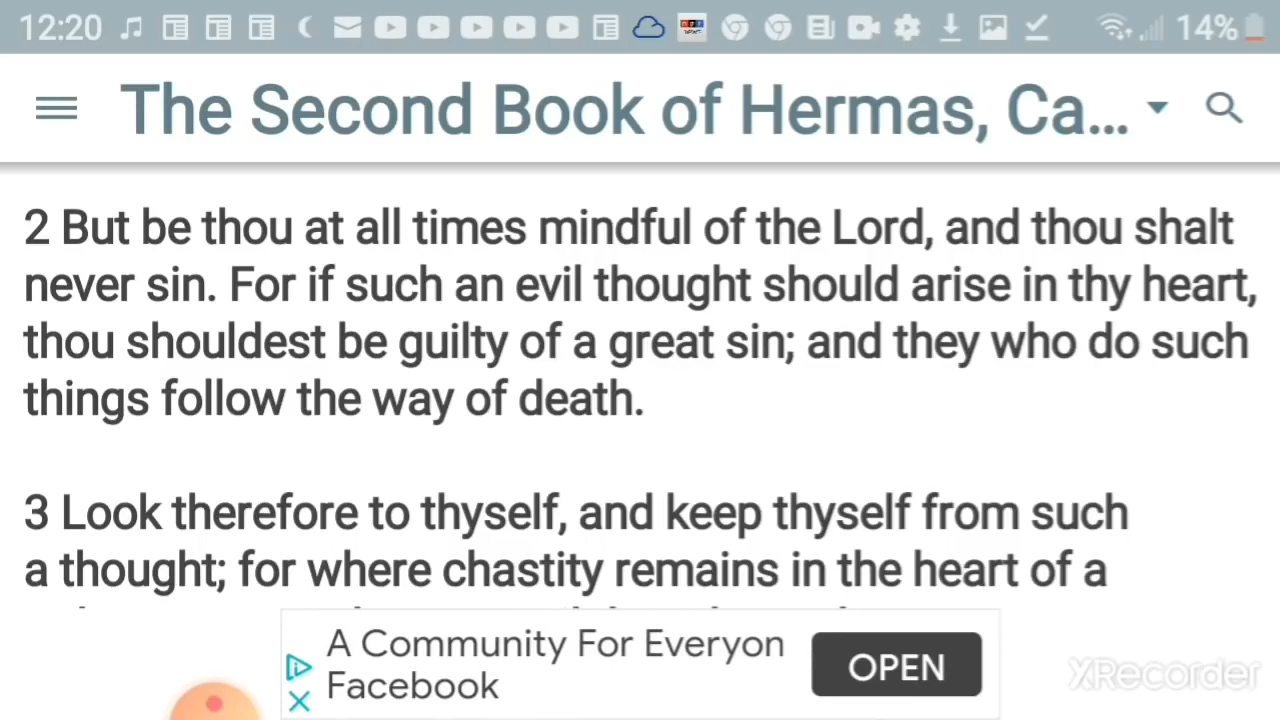 12:20
14%
The Second Book of Hermas, Ca...
2 But be thou at all times mindful of the Lord, and thou shalt
never sin. For if such an evil thought should arise in thy heart,
thou shouldest be guilty of a great sin; and they who do such
things follow the way of death.
3 Look therefore to thyself, and keep thyself from such
a thought; for where chastity remains in the heart of a
A Community For Everyon
Facebook
OPEN
XRecorder